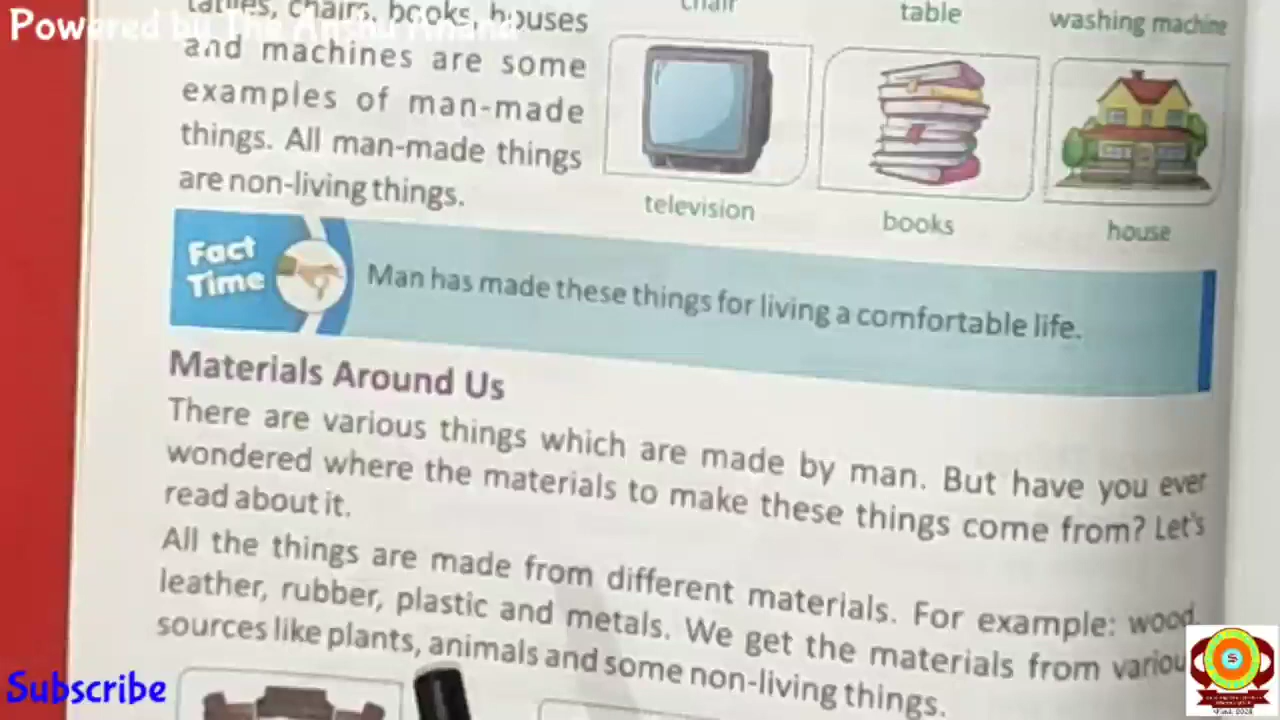 Powered by The Anshu Anand
tables, chairs, books, houses
and machines are some
examples of man-made
things. All man-made things
are non-living things.
chair
table
washing machine
television
books
house
Fact
Time
Man has made these things for living a comfortable life.
Materials Around Us
There are various things which are made by man. But have you ever
wondered where the materials to make these things come from? Let's
read about it.
All the things are made from different materials. For example: wood,
leather, rubber, plastic and metals. We get the materials from variou
sources like plants, animals and some non-living things.
Subscribe